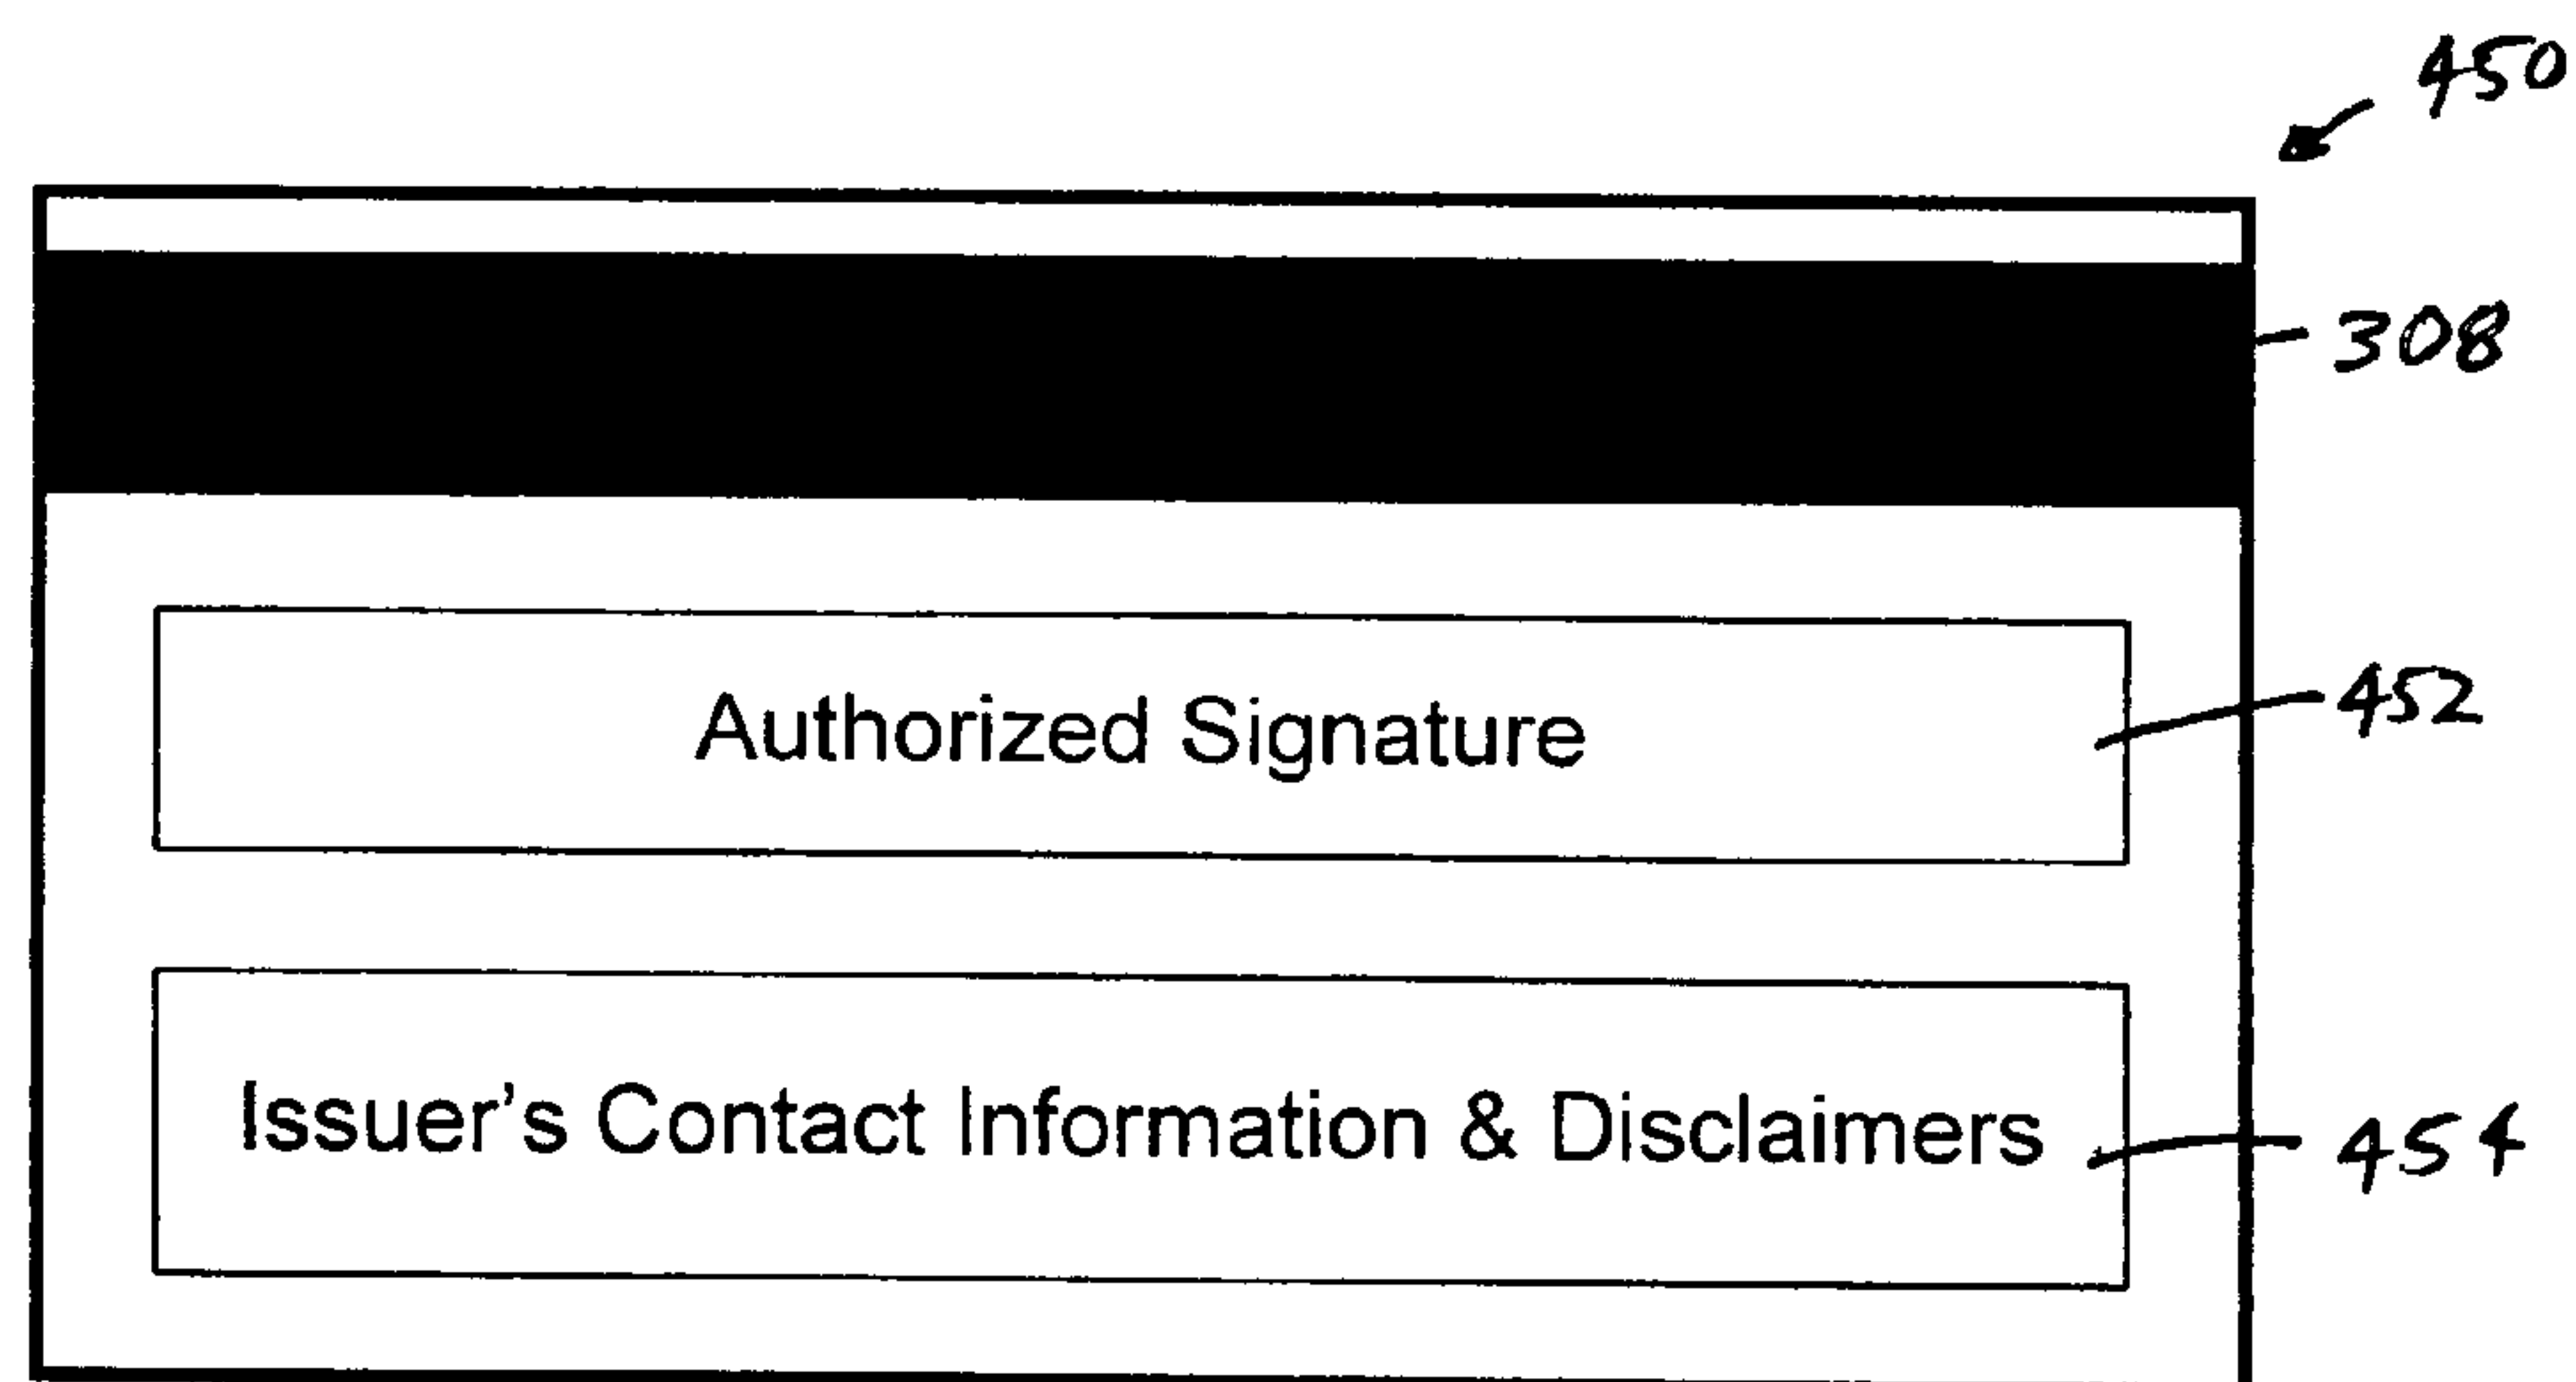 450
308
Authorized Signature
452
Issuer's Contact Information & Disclaimers
454